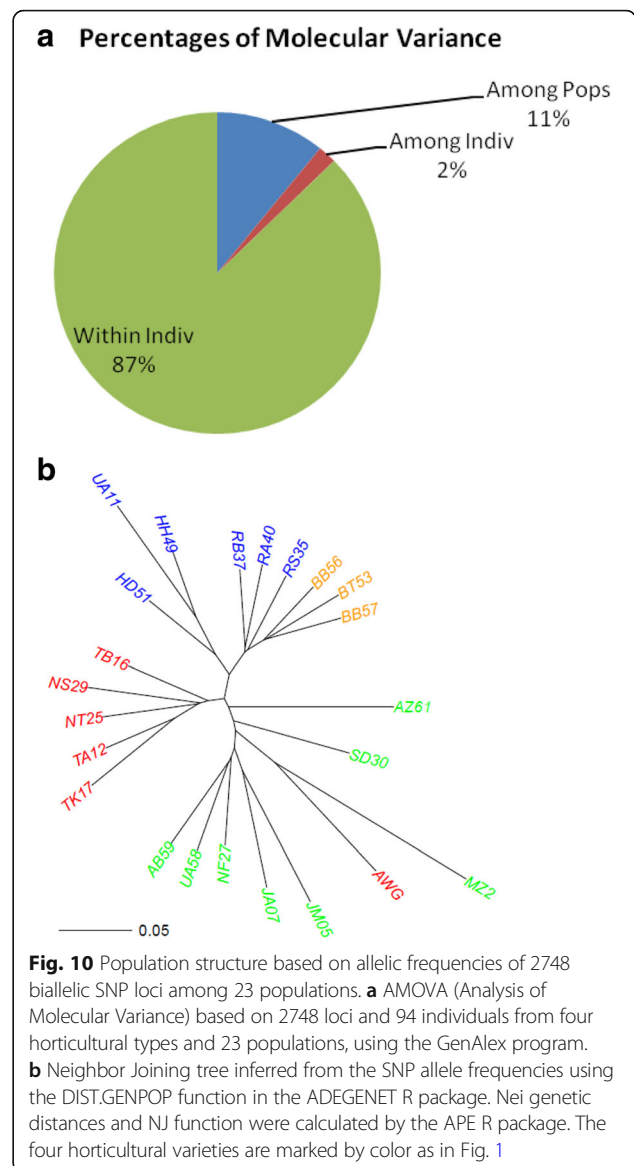 a Percentages of Molecular Variance
Among Pops
11%
Among Indiv
2%
Within Indiv
87%
b
UA11
HH49
HD51
RB37
RA40
RS35
BB56
BT53
BB57
TB16
NS29
NT25
TA12
TK17
AZ61
SD30
AB59
UA58
NF27
JA07
JM05
AWG
MZ2
0.05
Fig. 10 Population structure based on allelic frequencies of 2748
biallelic SNP loci among 23 populations. a AMOVA (Analysis of
Molecular Variance) based on 2748 loci and 94 individuals from four
horticultural types and 23 populations, using the GenAlex program.
b Neighbor Joining tree inferred from the SNP allele frequencies using
the DIST.GENPOP function in the ADEGENET R package. Nei genetic
distances and NJ function were calculated by the APE R package. The
four horticultural varieties are marked by color as in Fig. 1